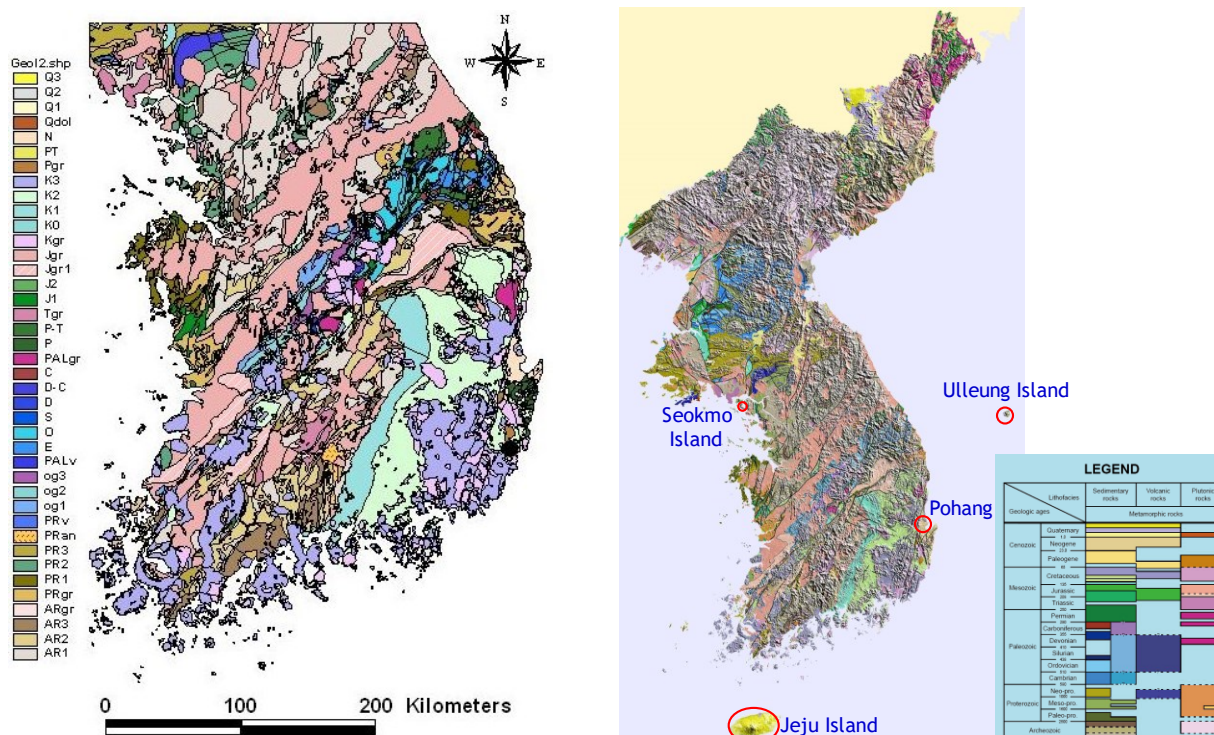 Geol2.shp
Q3
Q2
Q1
Qdol
N
PT
Pgr
K3
K2
K1
K0
Kgr
Jgr
Jgr1
J2
J1
Tgr
P-T
P
PALgr
C
D-C
D
S
O
E
PALv
og3
og2
og1
PRv
PRan
PR3
PR2
PR1
PRgr
ARgr
AR3
AR2
AR1
N
W E
S
0 100 200 Kilometers
Seokmo
Island
Ulleung Island
Pohang
Jeju Island
LEGEND
Lithofacies
Geologic ages
Sedimentary
rocks
Volcanic
rocks
Plutonic
rocks
Metamorphic rocks
Cenozoic
Quaternary
Neogene
Paleogene
Mesozoic
Cretaceous
Jurassic
Triassic
Paleozoic
Permian
Carboniferous
Devonian
Silurian
Ordovician
Cambrian
Proterozoic
Neo-pro.
Meso-pro.
Paleo-pro.
Archeozoic